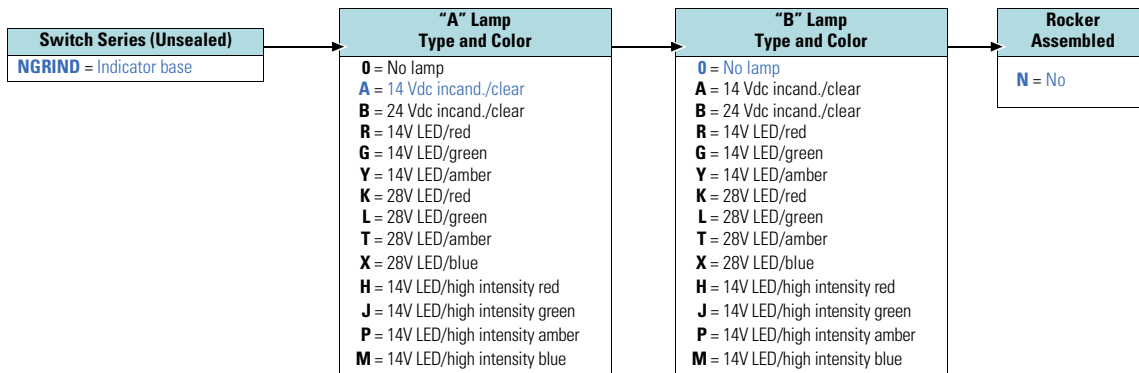 Switch Series (Unsealed)
NGRIND = Indicator base
“A” Lamp
Type and Color
0 = No lamp
A = 14 Vdc incand./clear
B = 24 Vdc incand./clear
R = 14V LED/red
G = 14V LED/green
Y = 14V LED/amber
K = 28V LED/red
L = 28V LED/green
T = 28V LED/amber
X = 28V LED/blue
H = 14V LED/high intensity red
J = 14V LED/high intensity green
P = 14V LED/high intensity amber
M = 14V LED/high intensity blue
“B” Lamp
Type and Color
0 = No lamp
A = 14 Vdc incand./clear
B = 24 Vdc incand./clear
R = 14V LED/red
G = 14V LED/green
Y = 14V LED/amber
K = 28V LED/red
L = 28V LED/green
T = 28V LED/amber
X = 28V LED/blue
H = 14V LED/high intensity red
J = 14V LED/high intensity green
P = 14V LED/high intensity amber
M = 14V LED/high intensity blue
Rocker
Assembled
N = No